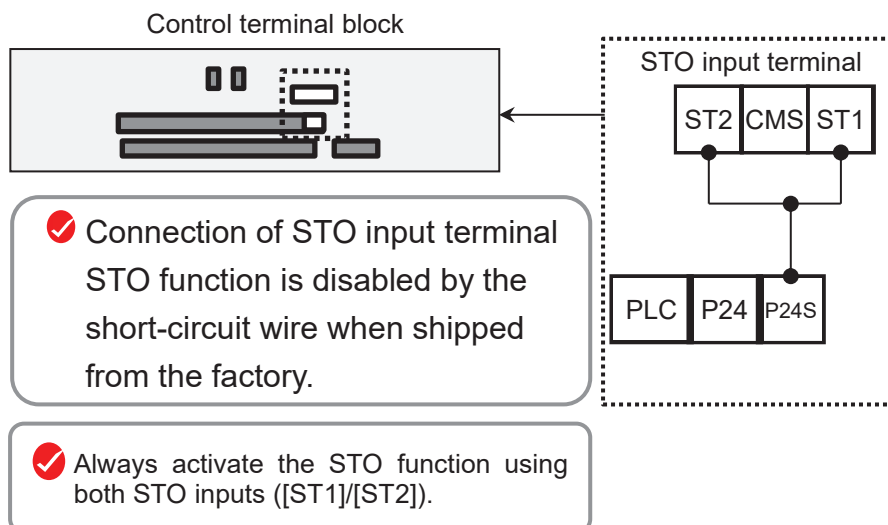 Control terminal block
STO input terminal
ST2 CMS ST1
PLC P24 P24S
Connection of STO input terminal
STO function is disabled by the
short-circuit wire when shipped
from the factory.
Always activate the STO function using
both STO inputs ([ST1]/[ST2]).